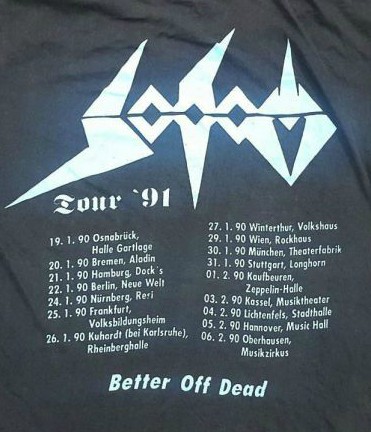 SODOM
Tour `91
19. 1. 90 Osnabrück,
Halle Gartlage
20. 1. 90 Bremen, Aladin
21. 1. 90 Hamburg, Dock's
22. 1. 90 Berlin, Neue Welt
24. 1. 90 Nürnberg, Resi
25. 1. 90 Frankfurt,
Volksbildungsheim
26. 1. 90 Kuhardt (bei Karlsruhe),
Rheinberghalle
27. 1. 90 Winterthur, Volkshaus
29. 1. 90 Wien, Rockhaus
30. 1. 90 München, Theaterfabrik
31. 1. 90 Stuttgart, Longhorn
01. 2. 90 Kaufbeuren,
Zeppelin-Halle
03. 2. 90 Kassel, Musiktheater
04. 2. 90 Lichtenfels, Stadthalle
05. 2. 90 Hannover, Music Hall
06. 2. 90 Oberhausen,
Musikzirkus
Better Off Dead